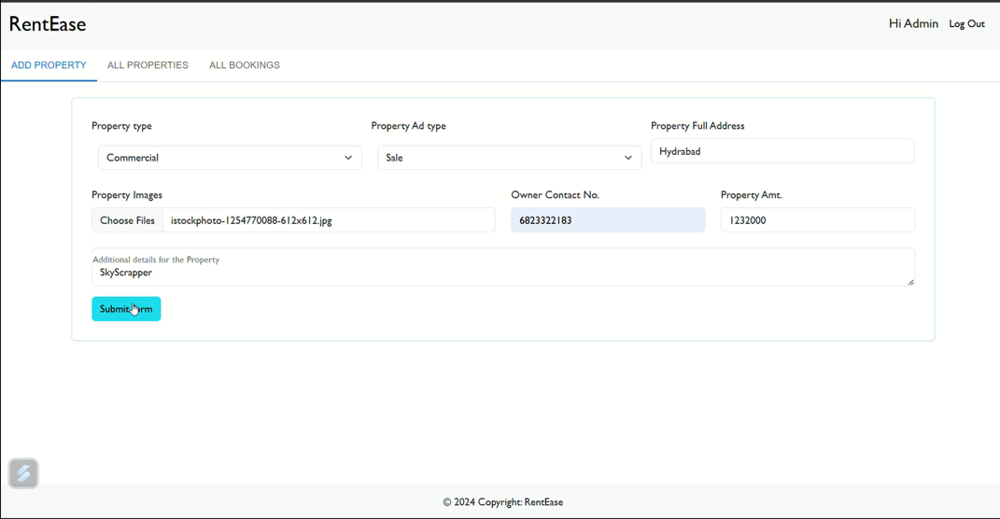 RentEase
Hi Admin Log Out
ADD PROPERTY ALL PROPERTIES ALL BOOKINGS
Property type Property Ad type Property Full Address
Commercial Sale Hydrabad
Property Images Owner Contact No. Property Amt.
Choose Files istockphoto-1254770088-612x612.jpg 6823322183 1232000
Additional details for the Property
SkyScrapper
Submit
© 2024 Copyright: RentEase